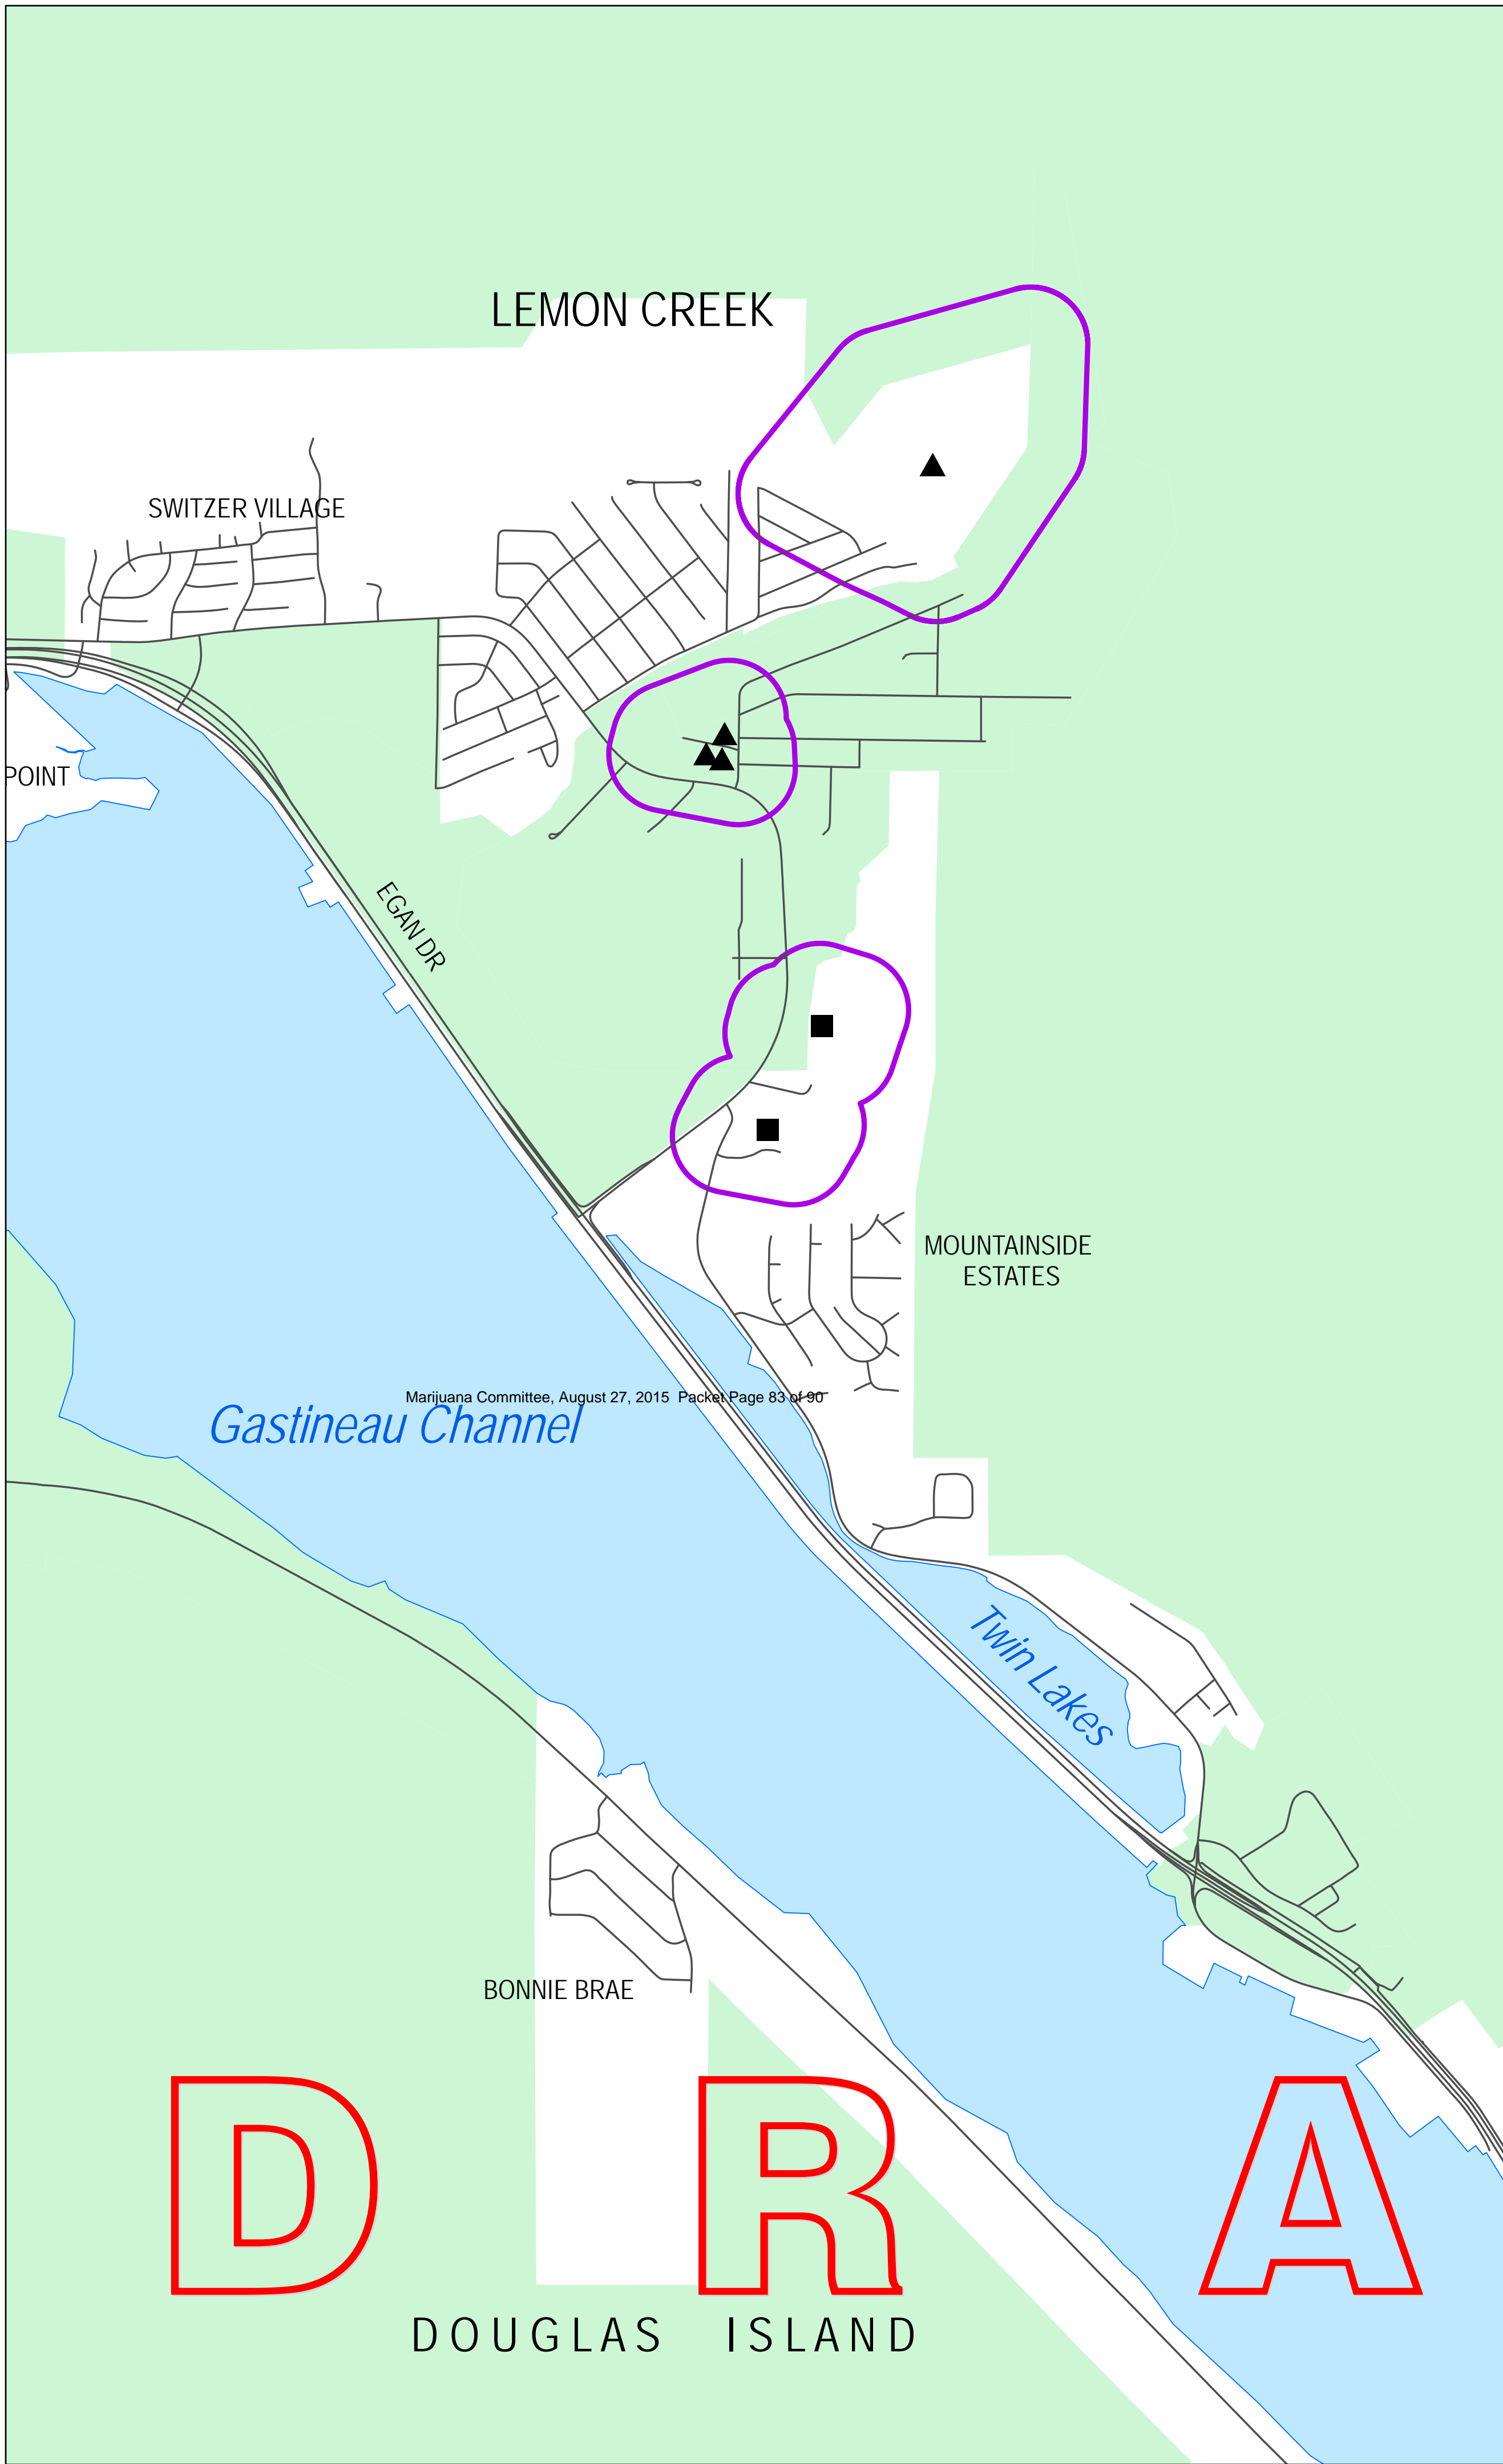 LEMON CREEK
SWITZER VILLAGE
POINT
EGAN DR
MOUNTAINSIDE
ESTATES
Marijuana Committee, August 27, 2015 Packet Page 83 of 90
Gastineau Channel
Twin Lakes
BONNIE BRAE
D R A
DOUGLAS ISLAND